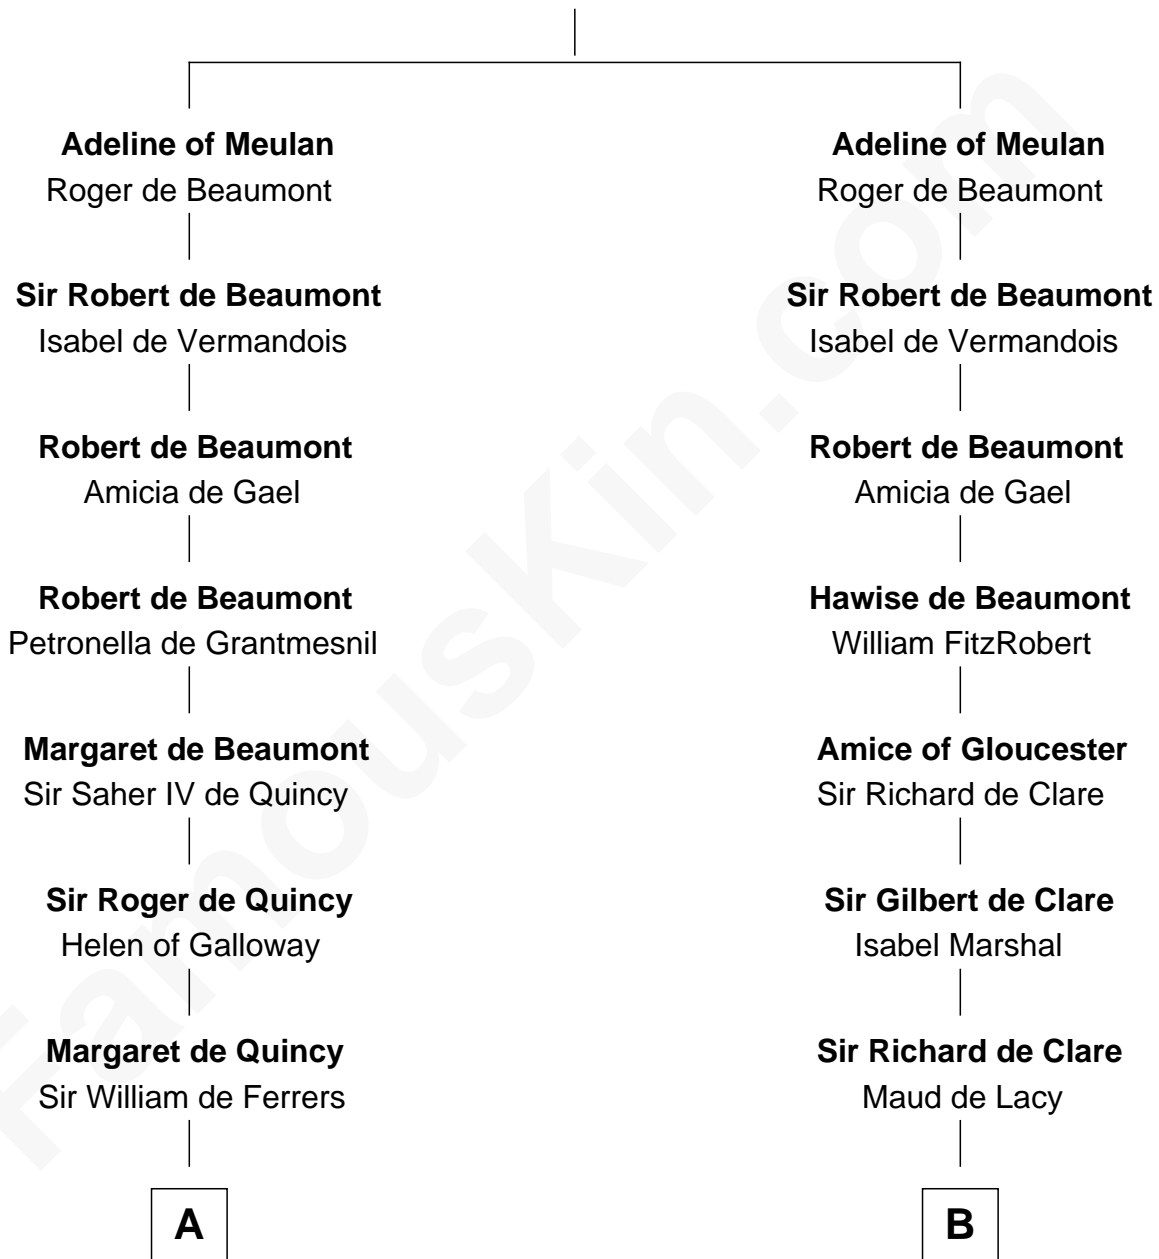 Adeline of Meulan
Roger de Beaumont
Sir Robert de Beaumont
Isabel de Vermandois
Robert de Beaumont
Amicia de Gael
Robert de Beaumont
Petronella de Grantmesnil
Margaret de Beaumont
Sir Saher IV de Quincy
Sir Roger de Quincy
Helen of Galloway
Margaret de Quincy
Sir William de Ferrers
A
Adeline of Meulan
Roger de Beaumont
Sir Robert de Beaumont
Isabel de Vermandois
Robert de Beaumont
Amicia de Gael
Hawise de Beaumont
William FitzRobert
Amice of Gloucester
Sir Richard de Clare
Sir Gilbert de Clare
Isabel Marshal
Sir Richard de Clare
Maud de Lacy
B
FamousKin.com